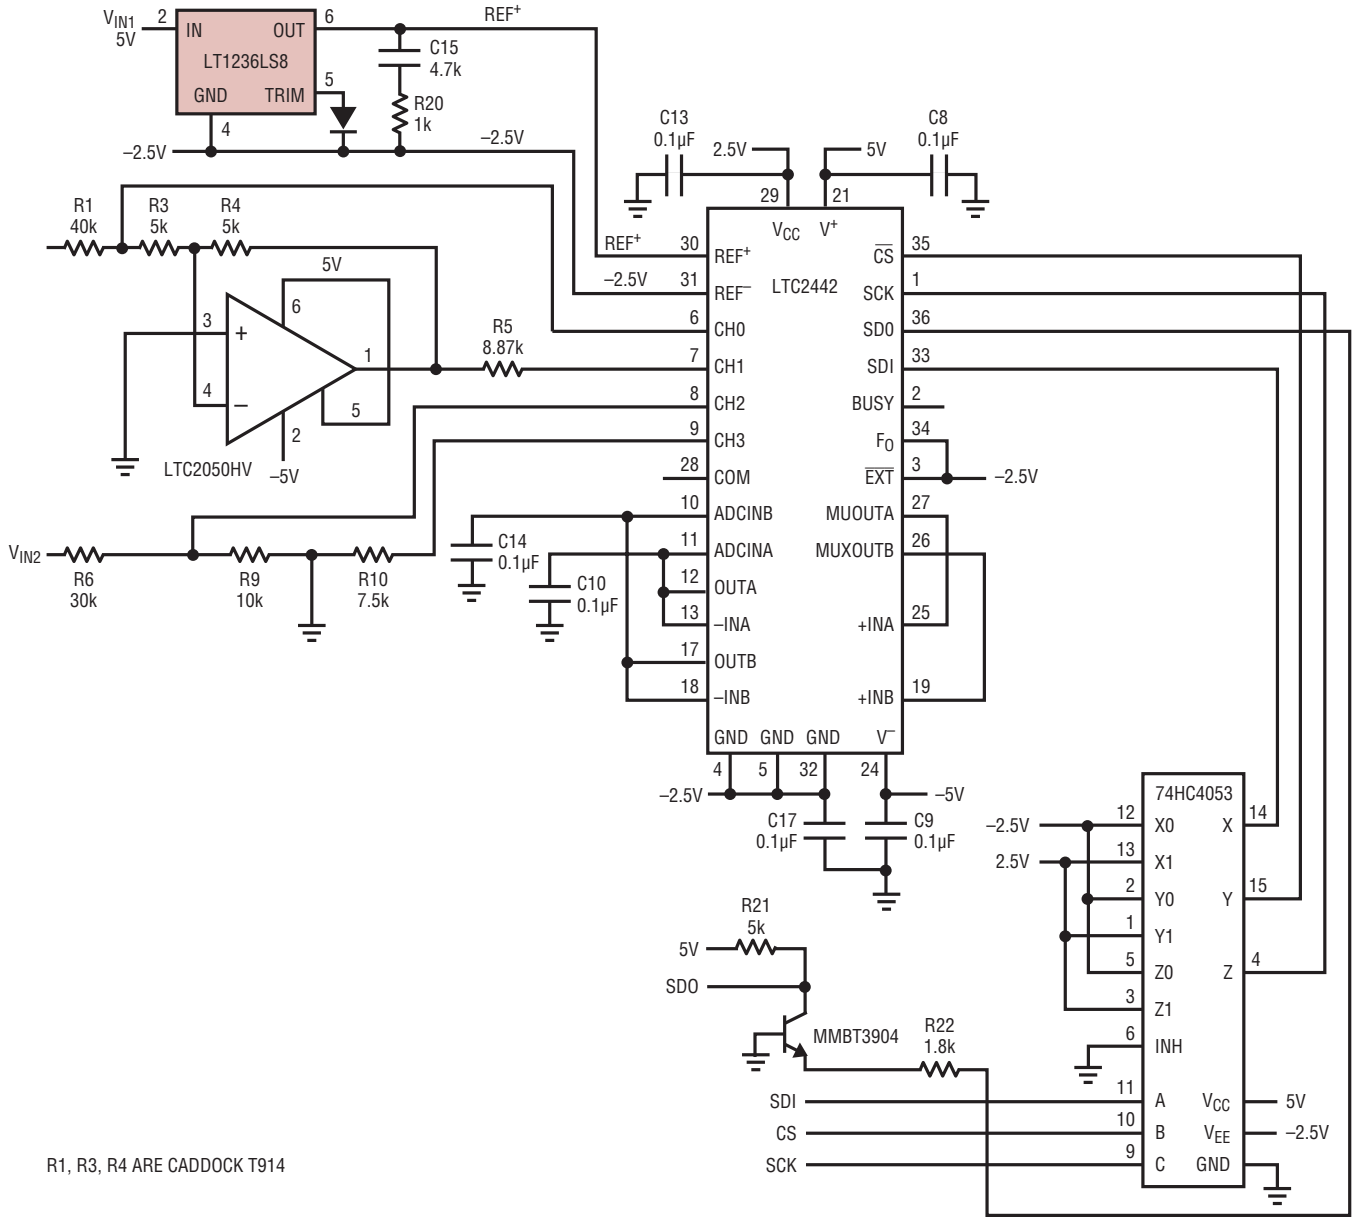 V_IN1
5V
2
IN
OUT
6
LT1236LS8
GND
TRIM
5
4
REF+
C15
4.7k
R20
1k
–2.5V
–2.5V
C13
0.1µF
2.5V
5V
C8
0.1µF
29
21
V_CC
V+
LTC2442
R1
40k
R3
5k
R4
5k
5V
6
3
+
4
–
1
5
2
LTC2050HV
–5V
R5
8.87k
REF+
30
REF+
–2.5V
31
REF–
6
CH0
7
CH1
8
CH2
9
CH3
28
COM
10
ADCINB
11
ADCINA
12
OUTA
13
–INA
17
OUTB
18
–INB
C̅S̅
35
SCK
1
SD0
36
SDI
33
BUSY
2
F_O
34
E̅X̅T̅
3
–2.5V
MUOUTA
27
MUXOUTB
26
+INA
25
+INB
19
V_IN2
R6
30k
R9
10k
R10
7.5k
C14
0.1µF
C10
0.1µF
GND
GND
GND
V–
4
5
32
24
–2.5V
–5V
C17
0.1µF
C9
0.1µF
74HC4053
–2.5V
12
X0
X
14
2.5V
13
X1
2
Y0
Y
15
1
Y1
5
Z0
Z
4
3
Z1
6
INH
11
A
V_CC
5V
10
B
V_EE
–2.5V
9
C
GND
R21
5k
5V
SDO
MMBT3904
R22
1.8k
SDI
CS
SCK
R1, R3, R4 ARE CADDOCK T914